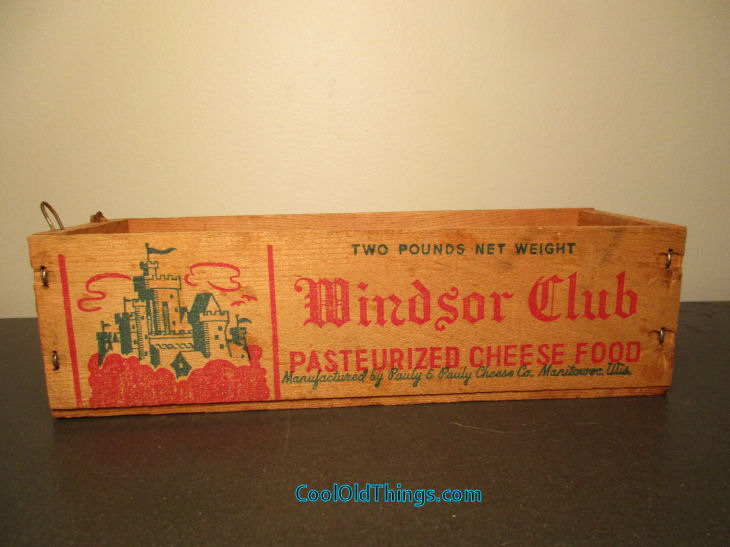 TWO POUNDS NET WEIGHT
Windsor Club
PASTEURIZED CHEESE FOOD
Manufactured by Pauly & Pauly Cheese Co. Manitowoc, Wis.
CoolOldThings.com